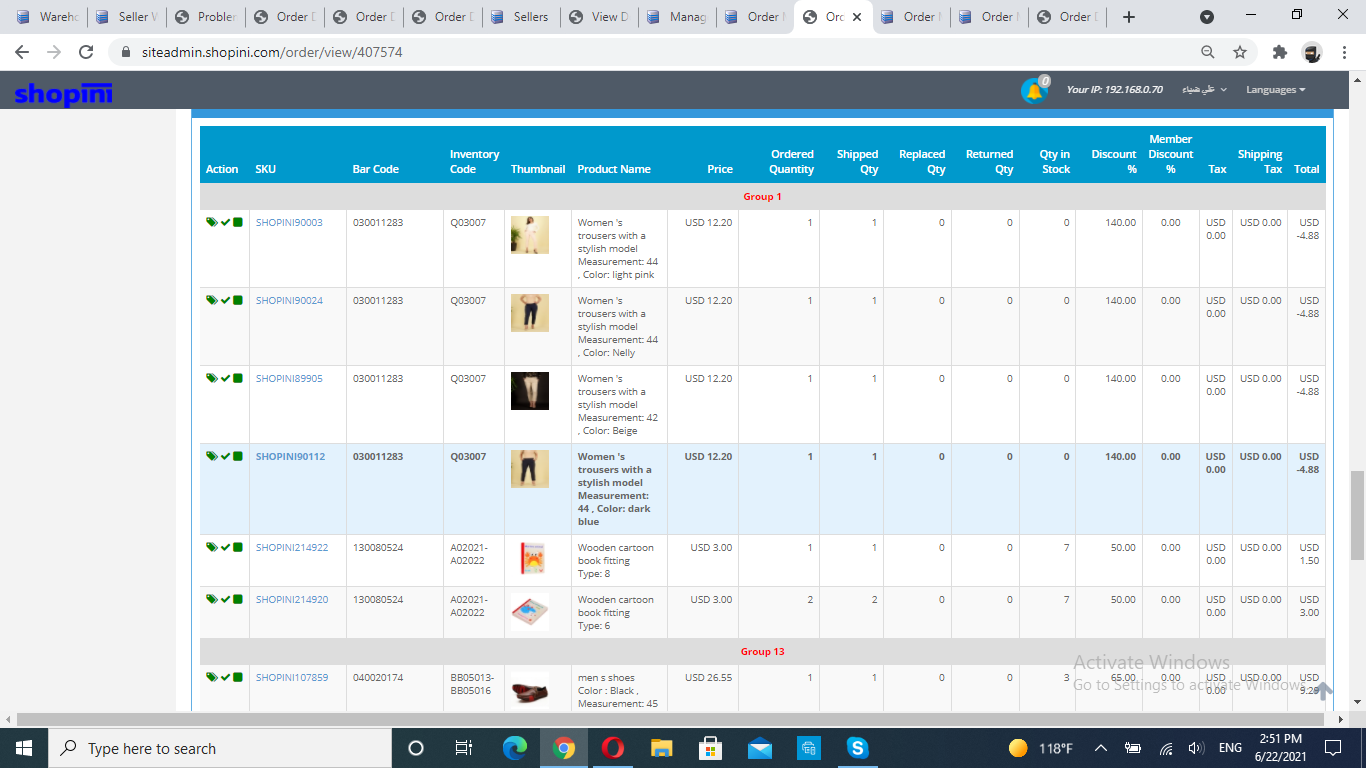 Wareho
Seller W
Probler
Order D
Order D
Order D
Sellers
View D
Manag
Order M
Orc
Order M
Order M
Order D
siteadmin.shopini.com/order/view/407574
shopini
0
Your IP: 192.168.0.70
علي ضياء
Languages
Action SKU Bar Code Inventory Code Thumbnail Product Name Price Ordered Quantity Shipped Qty Replaced Qty Returned Qty Qty in Stock Discount % Member Discount % Tax Shipping Tax Total
Group 1
SHOPINI90003 030011283 Q03007 Women 's USD 12.20 1 1 0 0 0 140.00 0.00 USD USD 0.00 USD
trousers with a 0.00 -4.88
stylish model
Measurement: 44
, Color: light pink
SHOPINI90024 030011283 Q03007 Women 's USD 12.20 1 1 0 0 0 140.00 0.00 USD USD 0.00 USD
trousers with a 0.00 -4.88
stylish model
Measurement: 44
, Color: Nelly
SHOPINI89905 030011283 Q03007 Women 's USD 12.20 1 1 0 0 0 140.00 0.00 USD USD 0.00 USD
trousers with a 0.00 -4.88
stylish model
Measurement: 42
, Color: Beige
SHOPINI90112 030011283 Q03007 Women 's USD 12.20 1 1 0 0 0 140.00 0.00 USD USD 0.00 USD
trousers with a 0.00 -4.88
stylish model
Measurement:
44 , Color: dark
blue
SHOPINI214922 130080524 A02021- Wooden cartoon USD 3.00 1 1 0 0 7 50.00 0.00 USD USD 0.00 USD
A02022 book fitting 0.00 1.50
Type: 8
SHOPINI214920 130080524 A02021- Wooden cartoon USD 3.00 2 2 0 0 7 50.00 0.00 USD USD 0.00 USD
A02022 book fitting 0.00 3.00
Type: 6
Group 13
SHOPINI107859 040020174 BB05013- men s shoes USD 26.55 1 1 0 0 3 65.00 0.00 USD USD 0.00 USD
BB05016 Color : Black , 0.00 9.29
Measurement: 45
Activate Windows
Go to Settings to activate Windows.
Type here to search
118°F
ENG
2:51 PM
6/22/2021